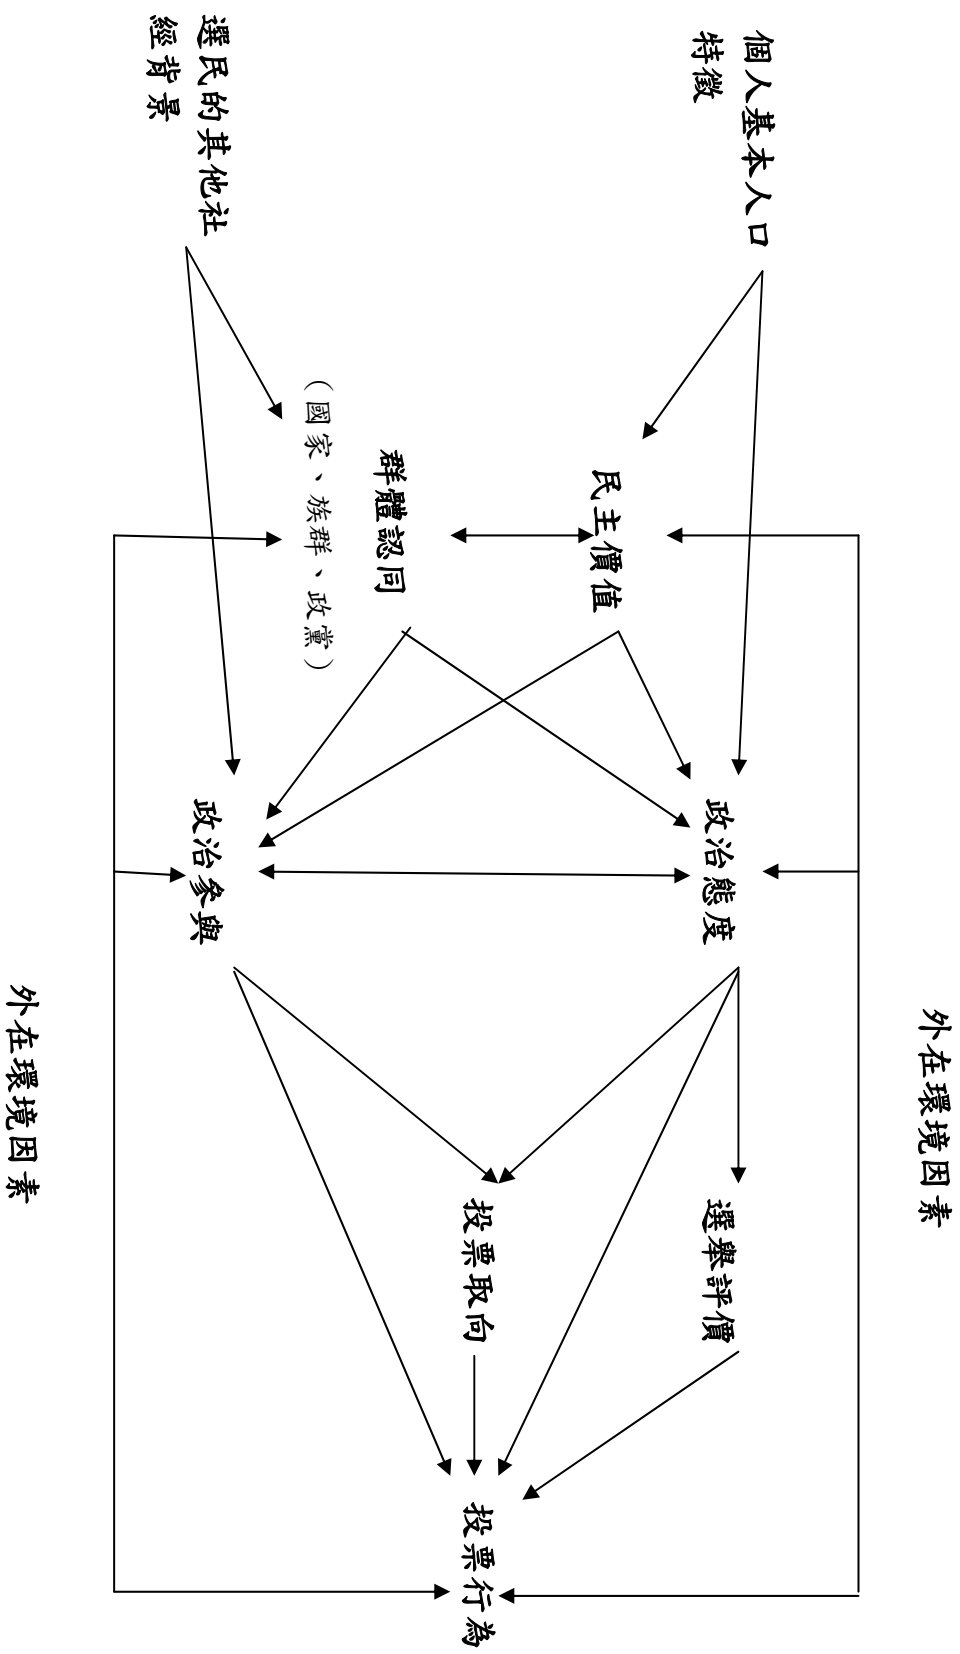 外在環境因素
個人基本人口
特徵
民主價值
政治態度
選舉評價
群體認同
（國家、族群、政黨）
投票取向
投票行為
選民的其他社
經背景
政治參與
外在環境因素